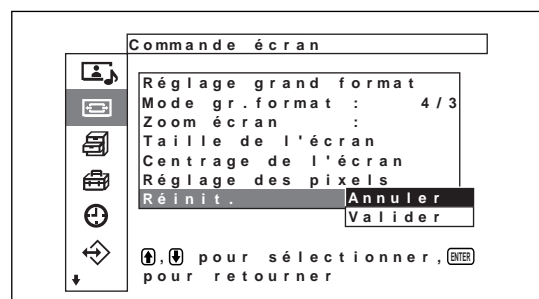 Commande écran
Réglage grand format
Mode gr.format : 4/3
Zoom écran :
Taille de l'écran
Centrage de l'écran
Réglage des pixels
Réinit. Annuler
Valider
, pour sélectionner, ENTER
pour retourner